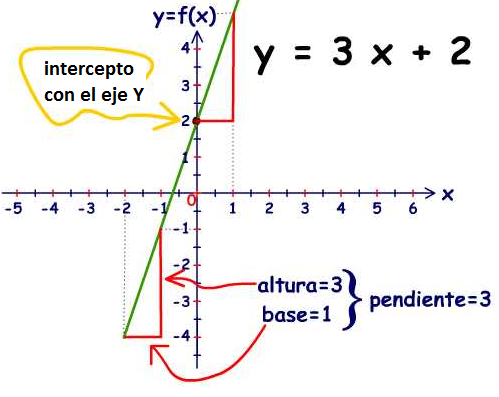 y=f(x)
y = 3 x + 2
intercepto
con el eje Y
4
3
2
1
-5 -4 -3 -2 -1 0 1 2 3 4 5 6 x
-1
-2
-3
-4
altura=3
base=1
pendiente=3